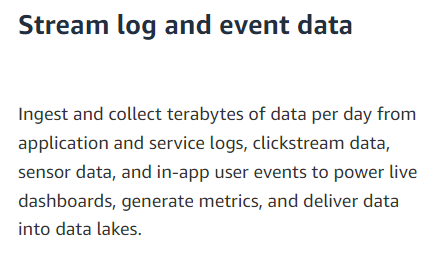 Stream log and event data
Ingest and collect terabytes of data per day from
application and service logs, clickstream data,
sensor data, and in-app user events to power live
dashboards, generate metrics, and deliver data
into data lakes.